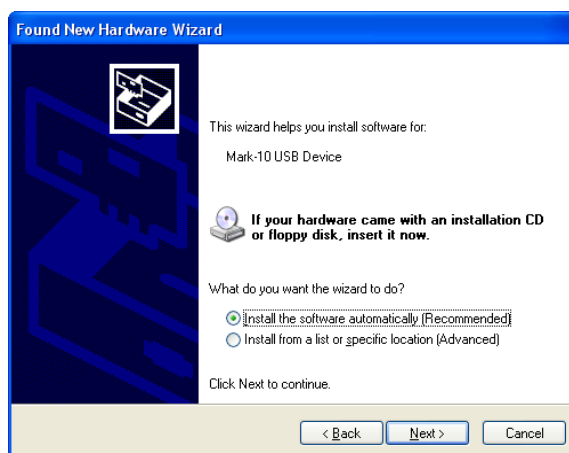 Found New Hardware Wizard
This wizard helps you install software for:
Mark-10 USB Device
If your hardware came with an installation CD
or floppy disk, insert it now.
What do you want the wizard to do?
Install the software automatically (Recommended)
Install from a list or specific location (Advanced)
Click Next to continue.
< Back Next > Cancel